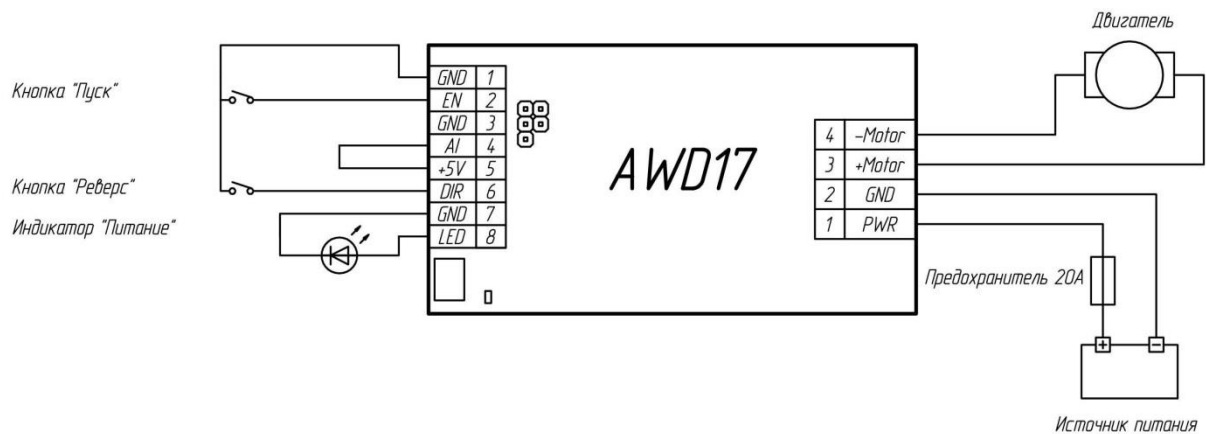 Двигатель
Кнопка "Пуск"
Кнопка "Реверс"
Индикатор "Питание"
GND 1
EN 2
GND 3
AI 4
+5V 5
DIR 6
GND 7
LED 8
AWD17
4 -Motor
3 +Motor
2 GND
1 PWR
Предохранитель 20А
+ −
Источник питания